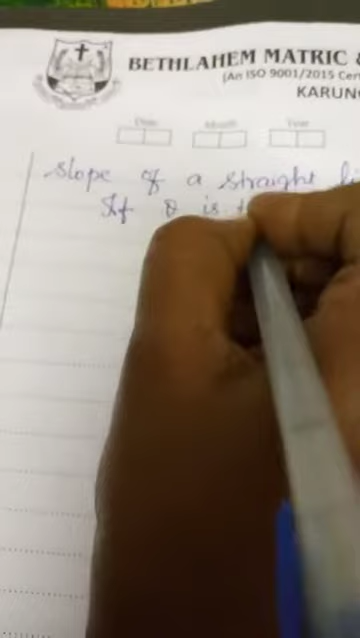 BETHLAHEM MATRIC &
(An ISO 9001/2015 Cer
KARUN
Date
Month
Year
Slope of a straight li
If θ is t